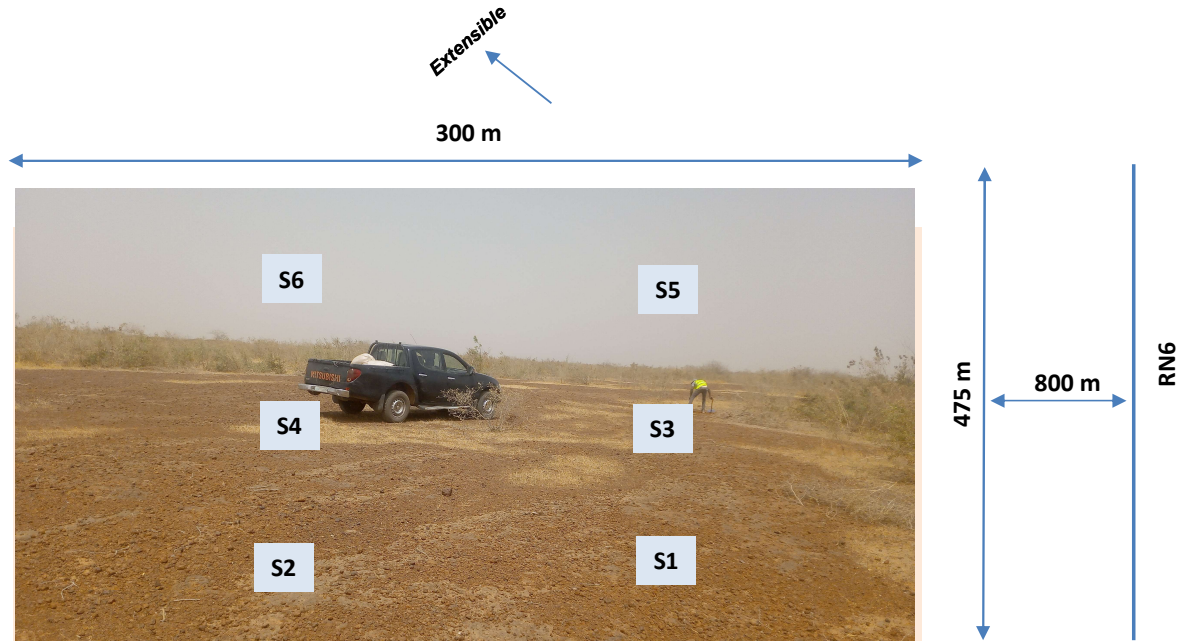 Extensible
300 m
S6
S5
MITSUBISHI
S4
S3
475 m
800 m
RN6
S2
S1